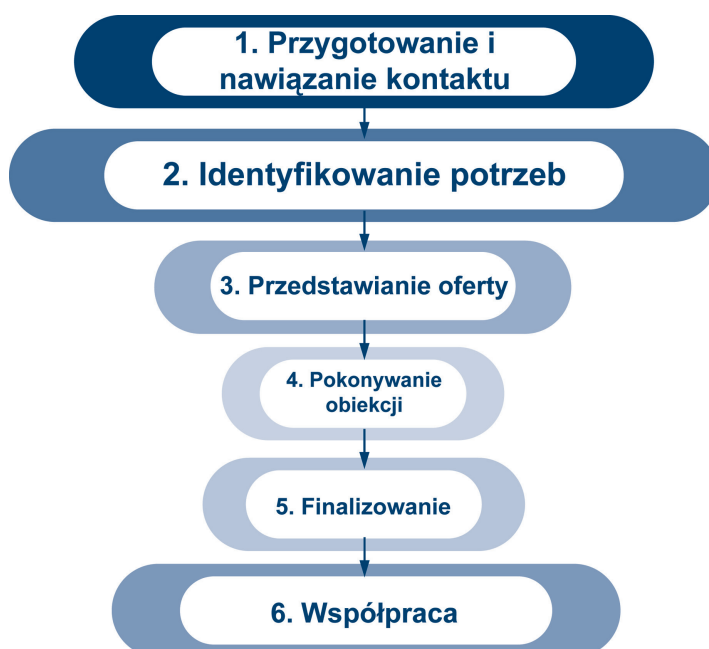 1. Przygotowanie i
nawiązanie kontaktu
2. Identyfikowanie potrzeb
3. Przedstawianie oferty
4. Pokonywanie
obiekcji
5. Finalizowanie
6. Współpraca